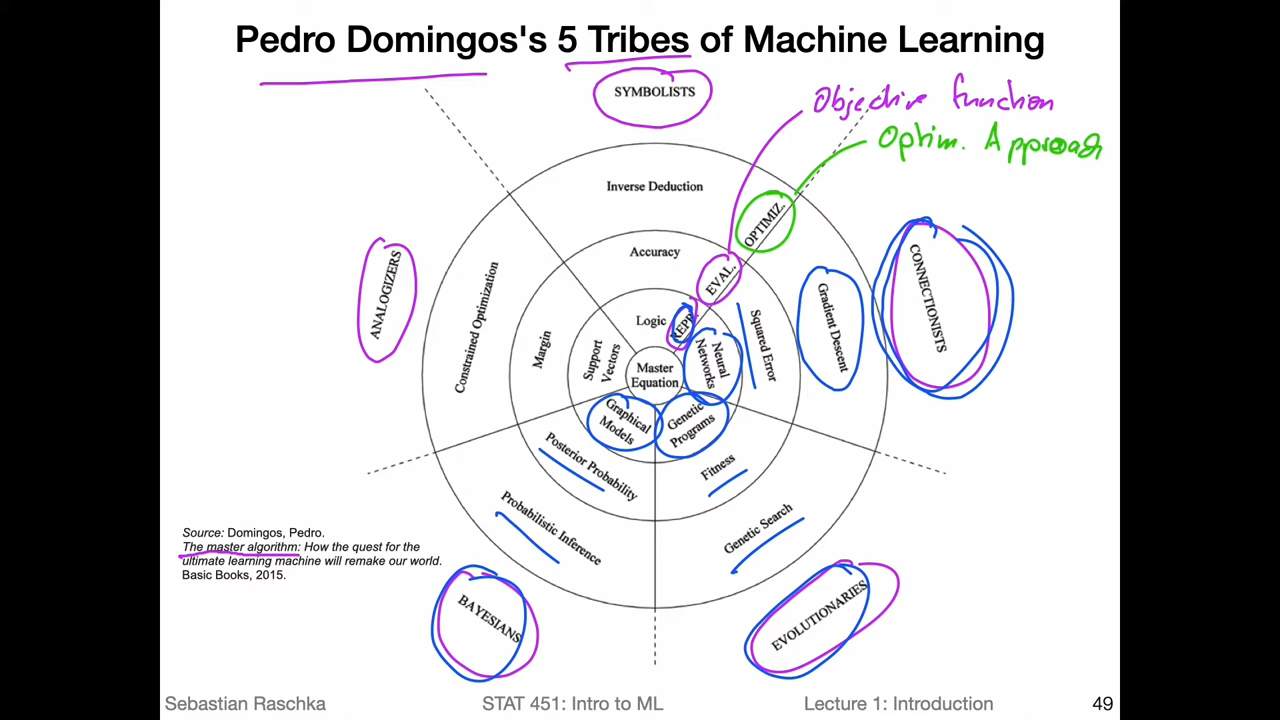 Pedro Domingos's 5 Tribes of Machine Learning
SYMBOLISTS
Objective function
Optim. Approach
Inverse Deduction
OPTIMIZ.
Accuracy
EVAL.
ANALOGIZERS
Constrained Optimization
Margin
Support
Vectors
Logic
REPR.
Neural
Networks
Squared Error
Gradient Descent
CONNECTIONISTS
Master
Equation
Graphical
Models
Genetic
Programs
Posterior Probability
Fitness
Probabilistic Inference
Genetic Search
Source: Domingos, Pedro.
The master algorithm: How the quest for the
ultimate learning machine will remake our world.
Basic Books, 2015.
BAYESIANS
EVOLUTIONARIES
Sebastian Raschka
STAT 451: Intro to ML
Lecture 1: Introduction
49